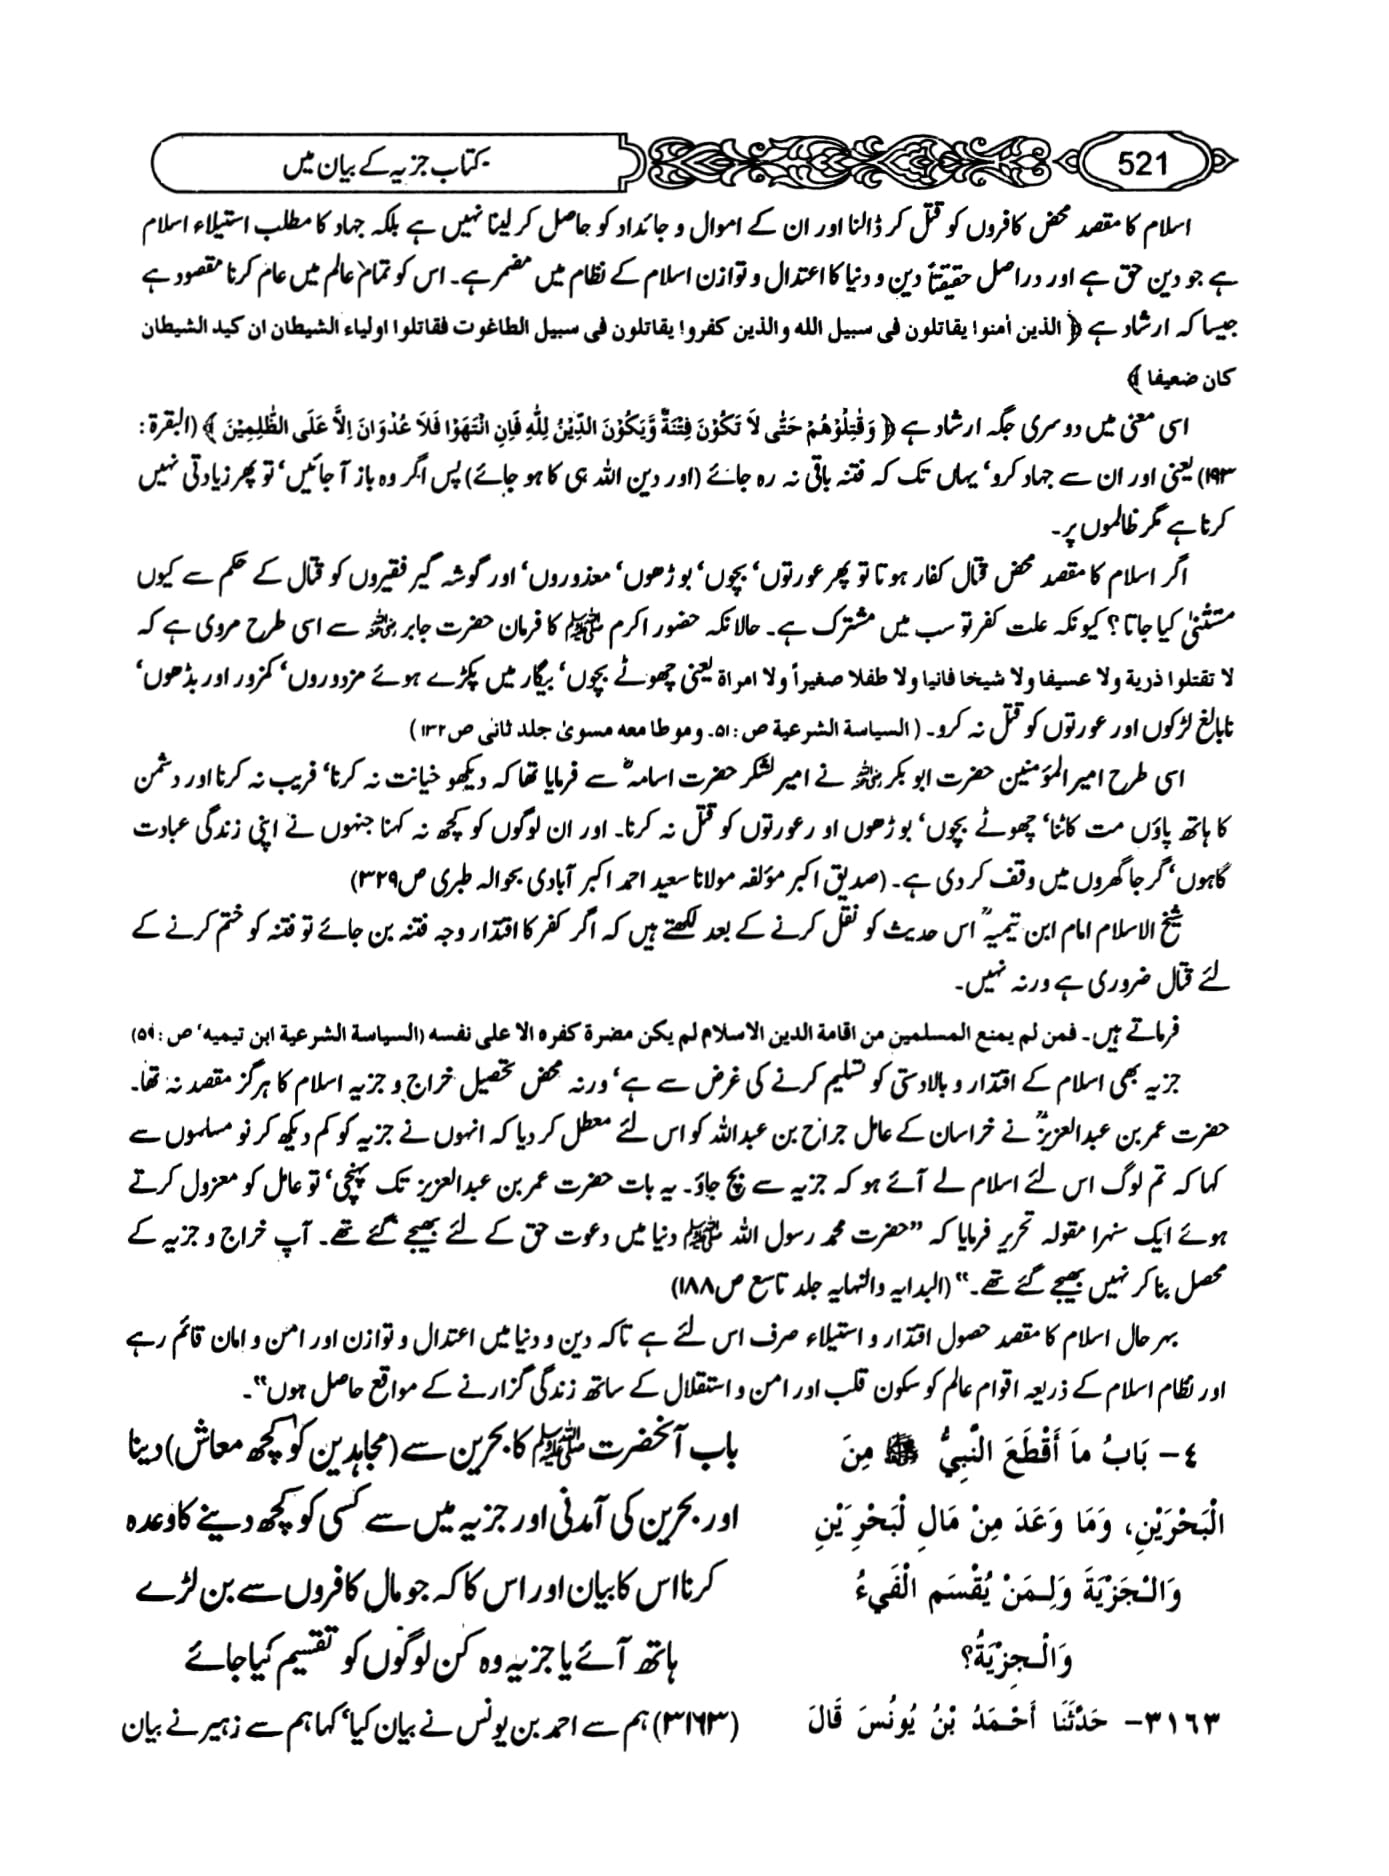 521
کتاب جزیہ کے بیان میں
اسلام کا مقصد محض کافروں کو قتل کر ڈالنا اور ان کے اموال و جائداد کو حاصل کر لینا نہیں ہے بلکہ جہاد کا مطلب استیلاء اسلام
ہے جو دین حق ہے اور دراصل حقیقتاً دین و دنیا کا اعتدال و توازن اسلام کے نظام میں مضمر ہے۔ اس کو تمام عالم میں عام کرنا مقصود ہے
جیسا کہ ارشاد ہے ﴿ الذین اٰمنوا یقاتلون فی سبیل اللہ والذین کفروا یقاتلون فی سبیل الطاغوت فقاتلوا اولیاء الشیطان ان کید الشیطان
کان ضعیفا ﴾
اسی معنی میں دوسری جگہ ارشاد ہے ﴿ وَقٰتِلُوْهُمْ حَتّٰى لَا تَكُوْنَ فِتْنَةٌ وَّيَكُوْنَ الدِّيْنُ لِلّٰهِ فَاِنِ انْتَهَوْا فَلَا عُدْوَانَ اِلَّا عَلَى الظّٰلِمِيْنَ ﴾ (البقرة :
۱۹۳) یعنی اور ان سے جہاد کرو‘ یہاں تک کہ فتنہ باقی نہ رہ جائے (اور دین اللہ ہی کا ہو جائے) پس اگر وہ باز آ جائیں‘ تو پھر زیادتی نہیں
کرنا ہے مگر ظالموں پر۔
اگر اسلام کا مقصد محض قتال کفار ہوتا تو پھر عورتوں‘ بچوں‘ بوڑھوں‘ معذوروں‘ اور گوشہ گیر فقیروں کو قتال کے حکم سے کیوں
مستثنیٰ کیا جاتا؟ کیونکہ علت کفر تو سب میں مشترک ہے۔ حالانکہ حضور اکرم ﷺ کا فرمان حضرت جابر رضی اللہ عنہ سے اسی طرح مروی ہے کہ
لا تقتلوا ذریة ولا عسیفا ولا شیخا فانیا ولا طفلا صغیراً ولا امراة یعنی چھوٹے بچوں‘ بیگار میں پکڑے ہوئے مزدوروں‘ کمزور اور بڈھوں‘
نابالغ لڑکوں اور عورتوں کو قتل نہ کرو۔ ( السیاسة الشرعیة ص :۵۱۔ وموطا معہ مسویٰ جلد ثانی ص ۱۳۲ )
اسی طرح امیر المؤمنین حضرت ابو بکر رضی اللہ عنہ نے امیر لشکر حضرت اسامہؓ سے فرمایا تھا کہ دیکھو خیانت نہ کرنا‘ فریب نہ کرنا اور دشمن
کا ہاتھ پاؤں مت کاٹنا‘ چھوٹے بچوں‘ بوڑھوں او رعورتوں کو قتل نہ کرنا۔ اور ان لوگوں کو کچھ نہ کہنا جنہوں نے اپنی زندگی عبادت
گاہوں‘ گرجا گھروں میں وقف کر دی ہے۔ (صدیق اکبر مؤلفہ مولانا سعید احمد اکبر آبادی بحوالہ طبری ص ۳۲۹)
شیخ الاسلام امام ابن تیمیہؒ اس حدیث کو نقل کرنے کے بعد لکھتے ہیں کہ اگر کفر کا اقتدار وجہ فتنہ بن جائے تو فتنہ کو ختم کرنے کے
لئے قتال ضروری ہے ورنہ نہیں۔
فرماتے ہیں۔ فمن لم یمنع المسلمین من اقامة الدین الاسلام لم یکن مضرة کفرہ الا علی نفسہ (السیاسة الشرعیة ابن تیمیہ‘ ص :۵۹)
جزیہ بھی اسلام کے اقتدار و بالادستی کو تسلیم کرنے کی غرض سے ہے‘ ورنہ محض تحصیل خراج و جزیہ اسلام کا ہرگز مقصد نہ تھا۔
حضرت عمر بن عبدالعزیزؒ نے خراسان کے عامل جراح بن عبداللہ کو اس لئے معطل کر دیا کہ انہوں نے جزیہ کو کم دیکھ کر نو مسلموں سے
کہا کہ تم لوگ اس لئے اسلام لے آئے ہو کہ جزیہ سے بچ جاؤ۔ یہ بات حضرت عمر بن عبدالعزیز تک پہنچی‘ تو عامل کو معزول کرتے
ہوئے ایک سنہرا مقولہ تحریر فرمایا کہ ”حضرت محمد رسول اللہ ﷺ دنیا میں دعوت حق کے لئے بھیجے گئے تھے۔ آپ خراج و جزیہ کے
محصل بنا کر نہیں بھیجے گئے تھے۔“ (البدایہ والنہایہ جلد تاسع ص ۱۸۸)
بہر حال اسلام کا مقصد حصول اقتدار و استیلاء صرف اس لئے ہے تاکہ دین و دنیا میں اعتدال و توازن اور امن و امان قائم رہے
اور نظام اسلام کے ذریعہ اقوام عالم کو سکون قلب اور امن و استقلال کے ساتھ زندگی گزارنے کے مواقع حاصل ہوں“۔
٤- بَابُ مَا أَقْطَعَ النَّبِيُّ ﷺ مِنَ
الْبَحْرَيْنِ، وَمَا وَعَدَ مِنْ مَالِ لْبَحْرَيْنِ
وَالْجَزْيَةَ وَلِمَنْ يُقْسَم الْفَيءُ
وَالْجِزْيَةُ؟
باب آنحضرت ﷺ کا بحرین سے (مجاہدین کو کچھ معاش) دینا
اور بحرین کی آمدنی اور جزیہ میں سے کسی کو کچھ دینے کا وعدہ
کرنا اس کا بیان اور اس کا کہ جو مال کافروں سے بن لڑے
ہاتھ آئے یا جزیہ وہ کن لوگوں کو تقسیم کیا جائے
٣١٦٣- حَدَّثَنَا أَحْمَدُ بْنُ يُونُسَ قَالَ
(۳۱۶۳) ہم سے احمد بن یونس نے بیان کیا‘ کہا ہم سے زہیر نے بیان